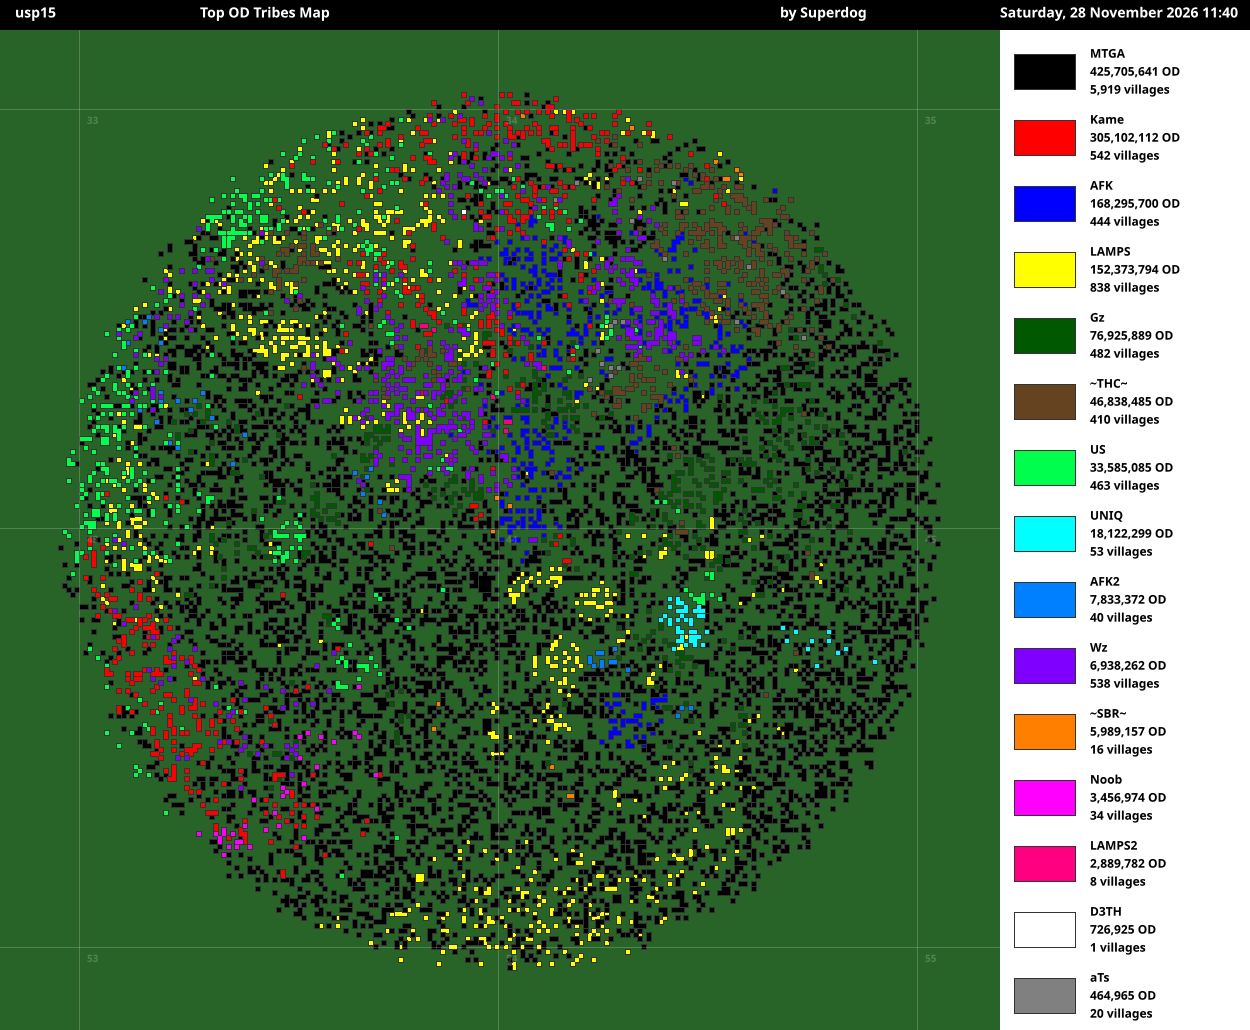 usp15 Top OD Tribes Map by Superdog Saturday, 28 November 2026 11:40
33 34 35
53 55
MTGA
425,705,641 OD
5,919 villages
Kame
305,102,112 OD
542 villages
AFK
168,295,700 OD
444 villages
LAMPS
152,373,794 OD
838 villages
Gz
76,925,889 OD
482 villages
~THC~
46,838,485 OD
410 villages
US
33,585,085 OD
463 villages
UNIQ
18,122,299 OD
53 villages
AFK2
7,833,372 OD
40 villages
Wz
6,938,262 OD
538 villages
~SBR~
5,989,157 OD
16 villages
Noob
3,456,974 OD
34 villages
LAMPS2
2,889,782 OD
8 villages
D3TH
726,925 OD
1 villages
aTs
464,965 OD
20 villages